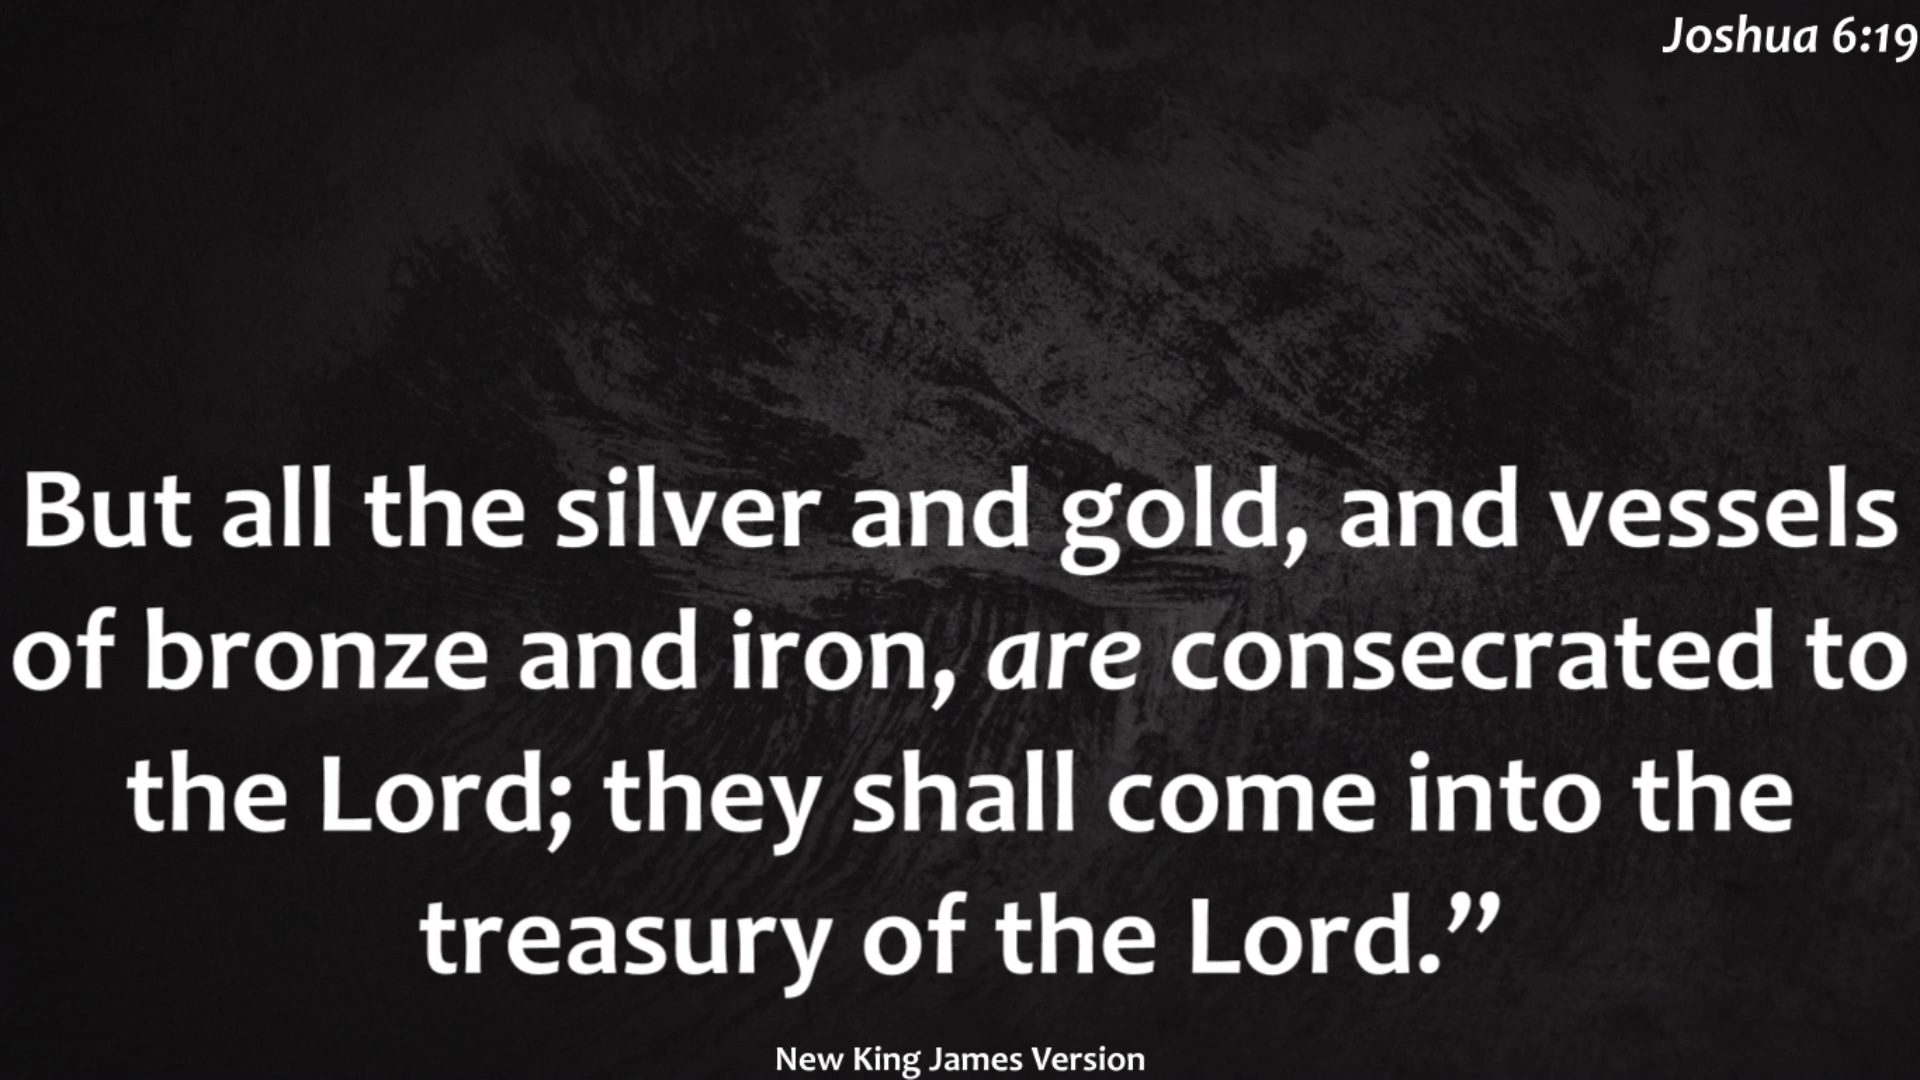 Joshua 6:19
But all the silver and gold, and vessels
of bronze and iron, are consecrated to
the Lord; they shall come into the
treasury of the Lord.”
New King James Version